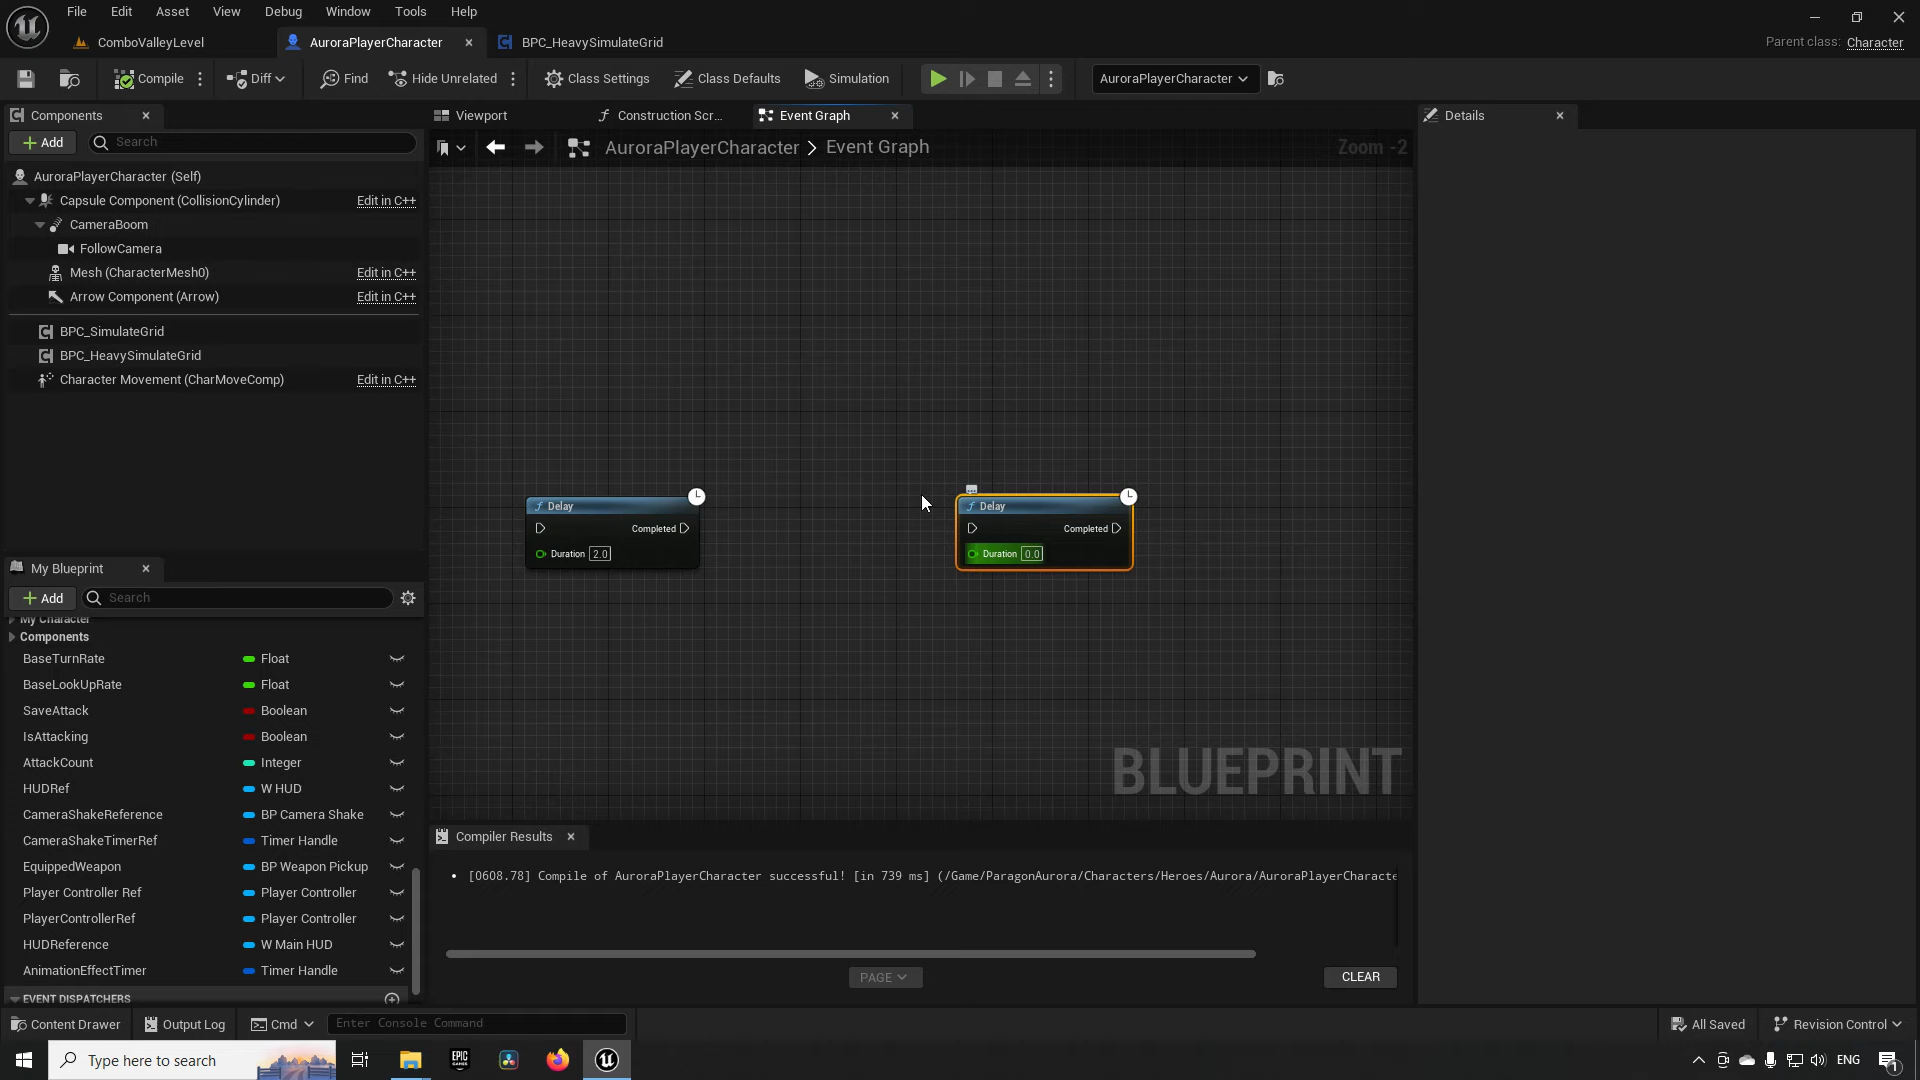 File Edit View Asset Debug Window Tools Help
ComboValleyLevel
AuroraPlayerCharacter
BPC_HeavySimulateGrid
Parent class: Character
Compile
Diff
Find
Hide Unrelated
Class Settings
Class Defaults
Simulation
AuroraPlayerCharacter
Components
Add
Search
AuroraPlayerCharacter (Self)
Capsule Component (CollisionCylinder) Edit in C++
CameraBoom
FollowCamera
Mesh (CharacterMesh0) Edit in C++
Arrow Component (Arrow) Edit in C++
BPC_SimulateGrid
BPC_HeavySimulateGrid
Character Movement (CharMoveComp) Edit in C++
My Blueprint
Add
Search
My Character
Components
BaseTurnRate Float
BaseLookUpRate Float
SaveAttack Boolean
IsAttacking Boolean
AttackCount Integer
HUDRef W HUD
CameraShakeReference BP Camera Shake
CameraShakeTimerRef Timer Handle
EquippedWeapon BP Weapon Pickup
Player Controller Ref Player Controller
PlayerControllerRef Player Controller
HUDReference W Main HUD
AnimationEffectTimer Timer Handle
EVENT DISPATCHERS
Viewport
Construction Scr...
Event Graph
AuroraPlayerCharacter > Event Graph
Zoom -2
Delay
Completed
Duration 2.0
Delay
Completed
Duration 0.0
BLUEPRINT
Compiler Results
[0608.78] Compile of AuroraPlayerCharacter successful! [in 739 ms] (/Game/ParagonAurora/Characters/Heroes/Aurora/AuroraPlayerCharacte
PAGE
CLEAR
Details
Content Drawer
Output Log
Cmd
Enter Console Command
All Saved
Revision Control
Type here to search
EPIC
GAMES
ENG
1